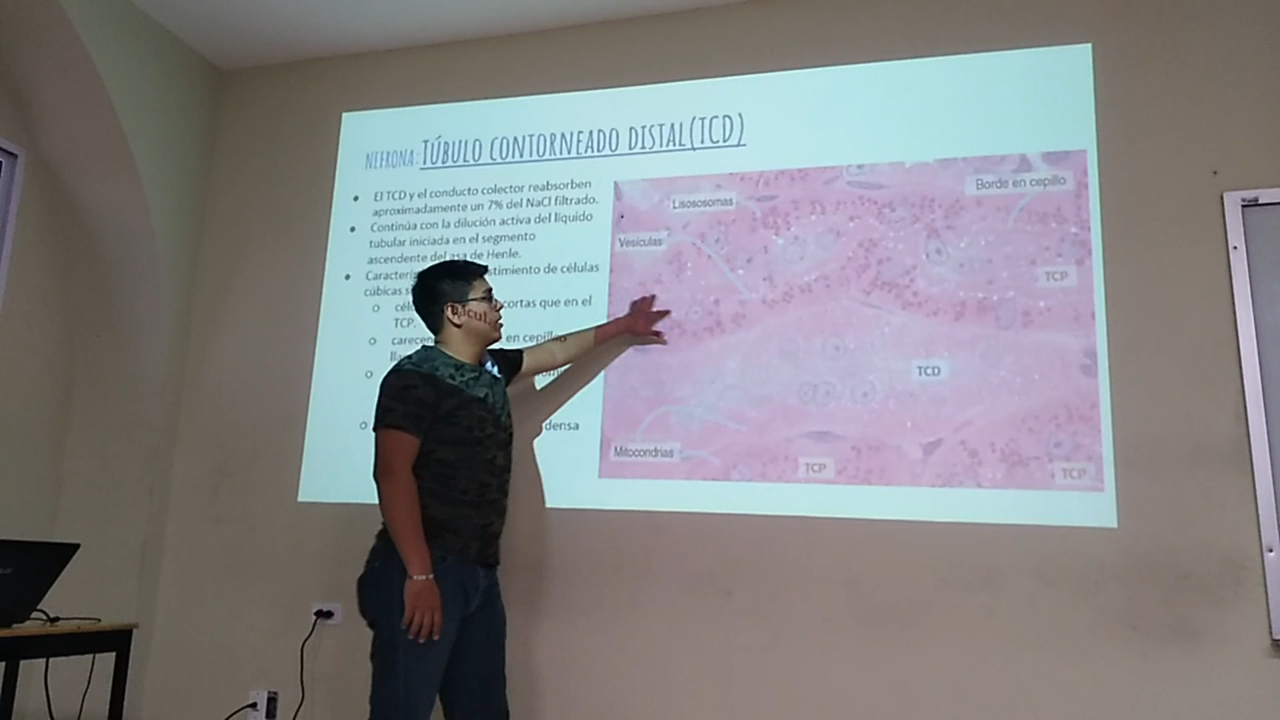 NEFRONA: TÚBULO CONTORNEADO DISTAL(TCD)
El TCD y el conducto colector reabsorben
aproximadamente un 7% del NaCl filtrado.
Continúa con la dilución activa del líquido
tubular iniciada en el segmento
ascendente del asa de Henle.
de células
cúbicas
cortas que en el
TCP.
en cepillo
densa
Lisososomas
Borde en cepillo
Vesículas
TCP
TCD
Mitocondrias
TCP
TCP